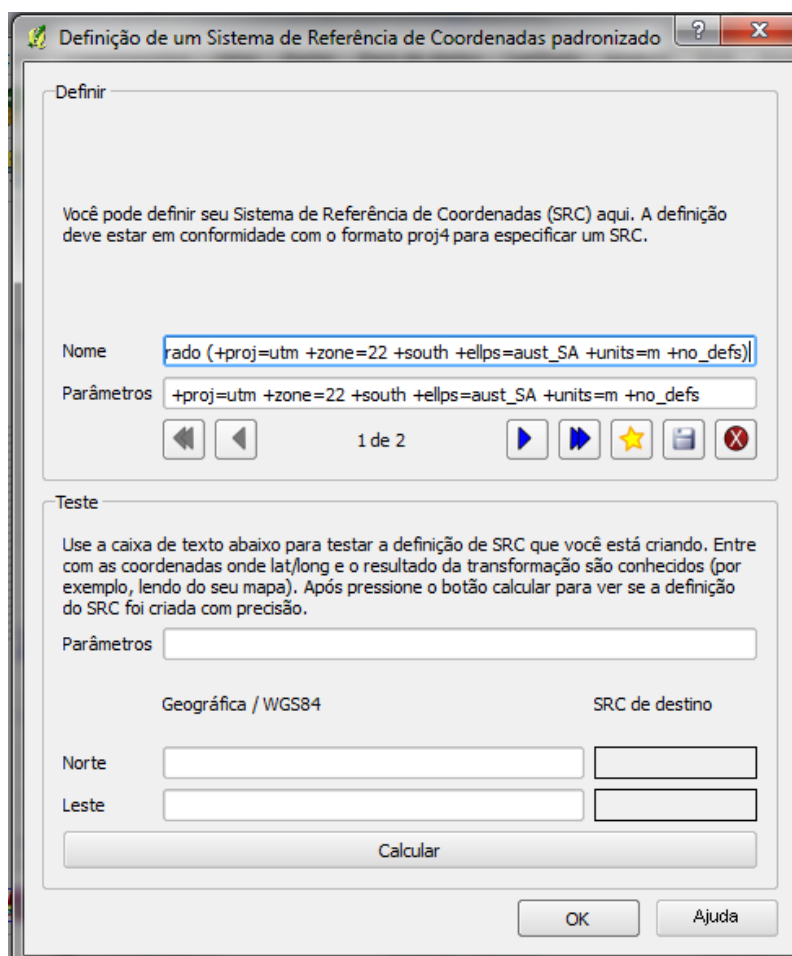 Definição de um Sistema de Referência de Coordenadas padronizado
Definir
Você pode definir seu Sistema de Referência de Coordenadas (SRC) aqui. A definição
deve estar em conformidade com o formato proj4 para especificar um SRC.
Nome rado (+proj=utm +zone=22 +south +ellps=aust_SA +units=m +no_defs)
Parâmetros +proj=utm +zone=22 +south +ellps=aust_SA +units=m +no_defs
1 de 2
Teste
Use a caixa de texto abaixo para testar a definição de SRC que você está criando. Entre
com as coordenadas onde lat/long e o resultado da transformação são conhecidos (por
exemplo, lendo do seu mapa). Após pressione o botão calcular para ver se a definição
do SRC foi criada com precisão.
Parâmetros
Geográfica / WGS84 SRC de destino
Norte
Leste
Calcular
OK Ajuda